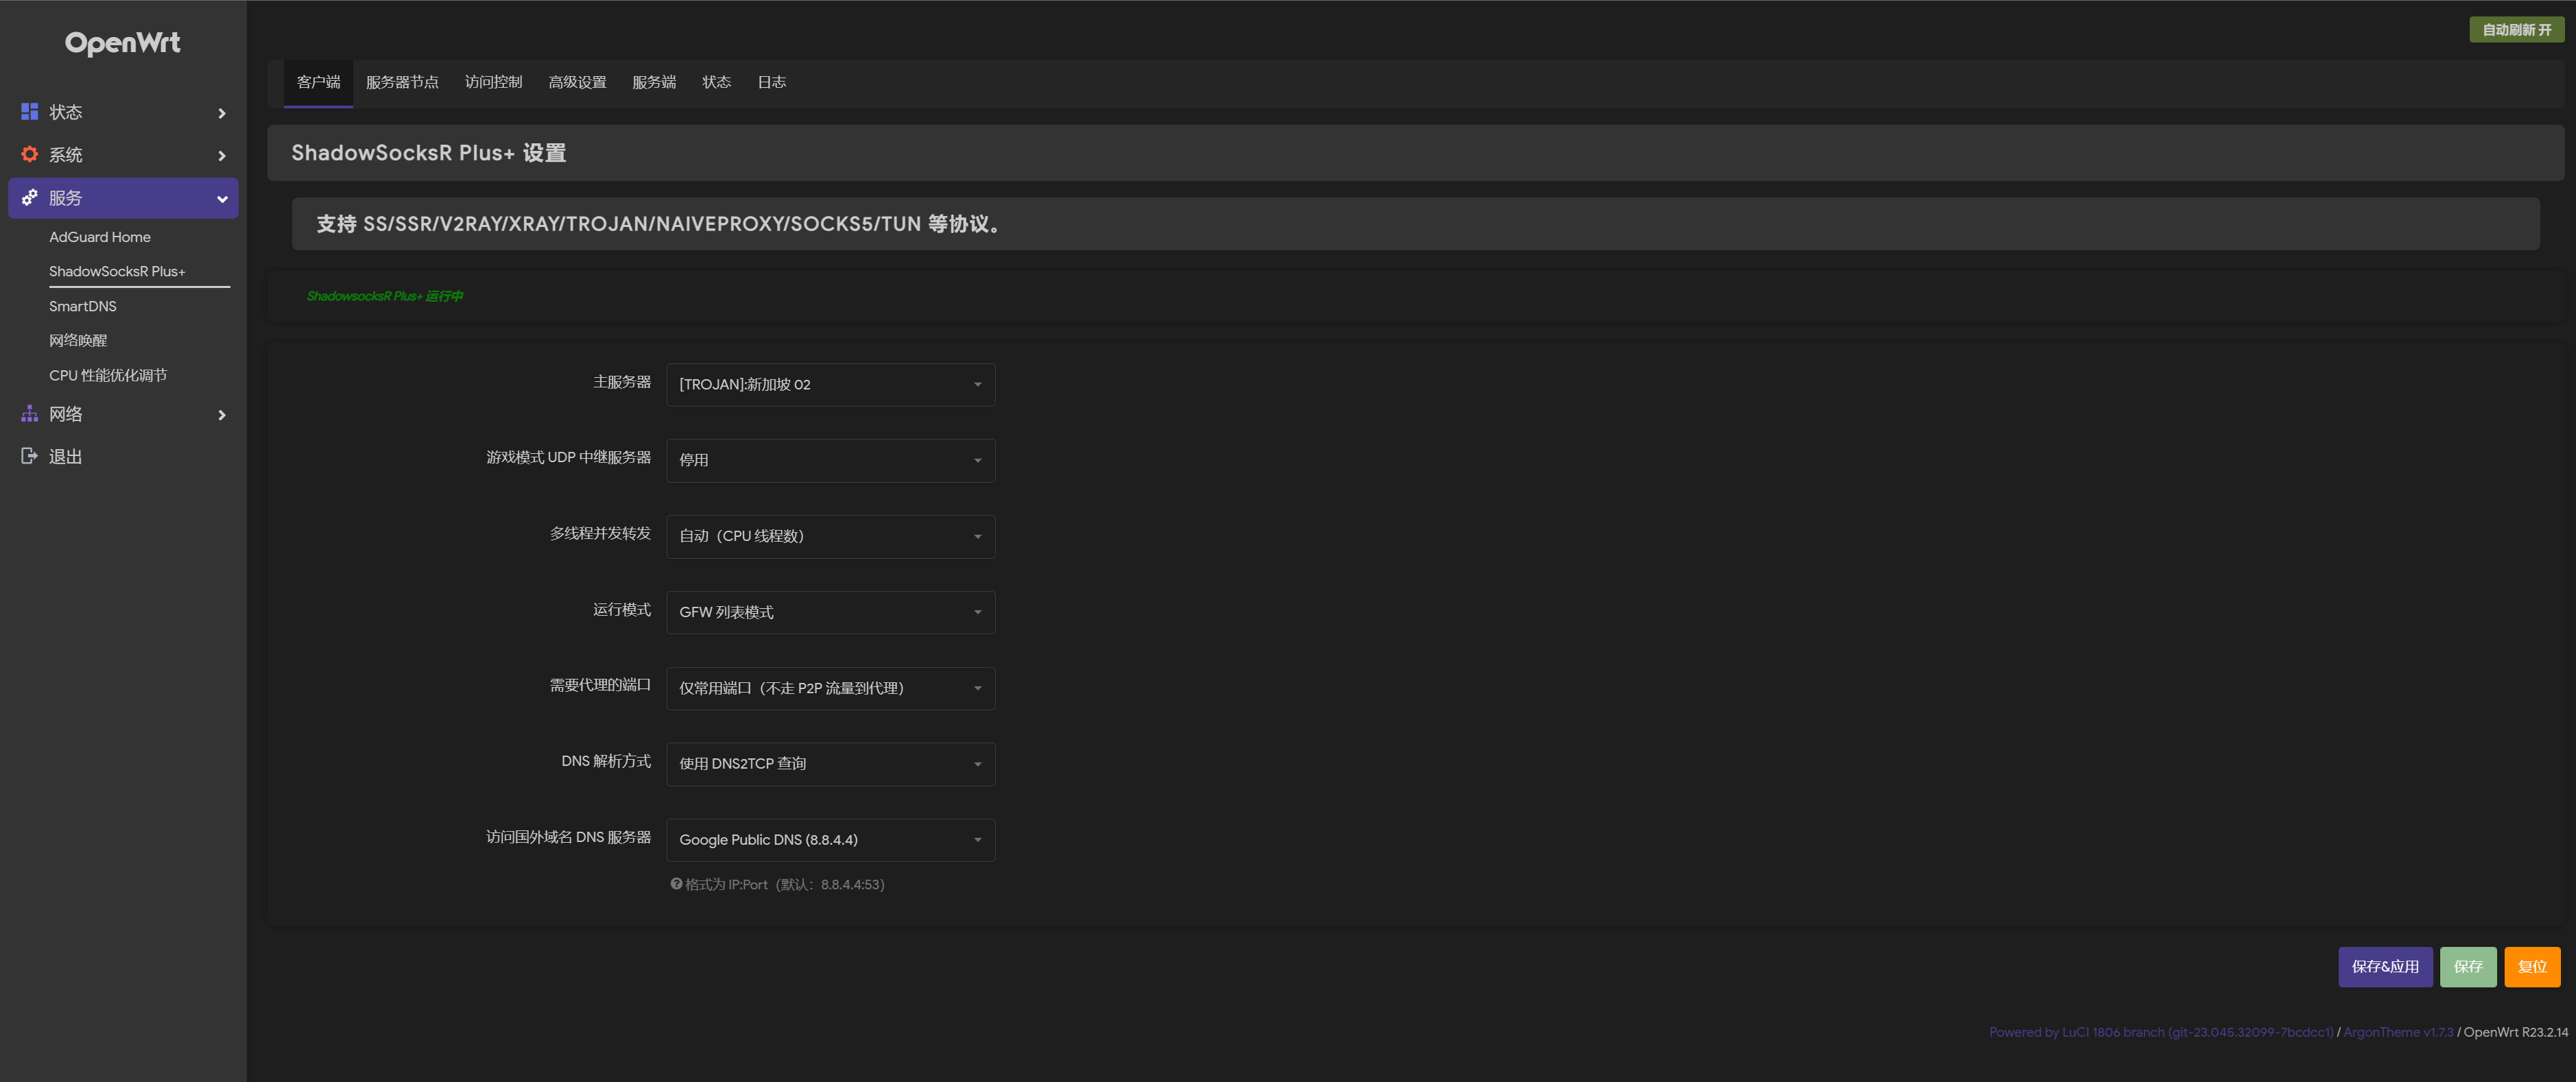 OpenWrt
状态
系统
服务
AdGuard Home
ShadowSocksR Plus+
SmartDNS
网络唤醒
CPU 性能优化调节
网络
退出
自动刷新 开
客户端 服务器节点 访问控制 高级设置 服务端 状态 日志
ShadowSocksR Plus+ 设置
支持 SS/SSR/V2RAY/XRAY/TROJAN/NAIVEPROXY/SOCKS5/TUN 等协议。
ShadowsocksR Plus+ 运行中
主服务器 [TROJAN]:新加坡 02
游戏模式 UDP 中继服务器 停用
多线程并发转发 自动（CPU 线程数）
运行模式 GFW 列表模式
需要代理的端口 仅常用端口（不走 P2P 流量到代理）
DNS 解析方式 使用 DNS2TCP 查询
访问国外域名 DNS 服务器 Google Public DNS (8.8.4.4)
格式为 IP:Port（默认：8.8.4.4:53）
保存&应用 保存 复位
Powered by LuCI 1806 branch (git-23.045.32099-7bcdcc1) / ArgonTheme v1.7.3 / OpenWrt R23.2.14